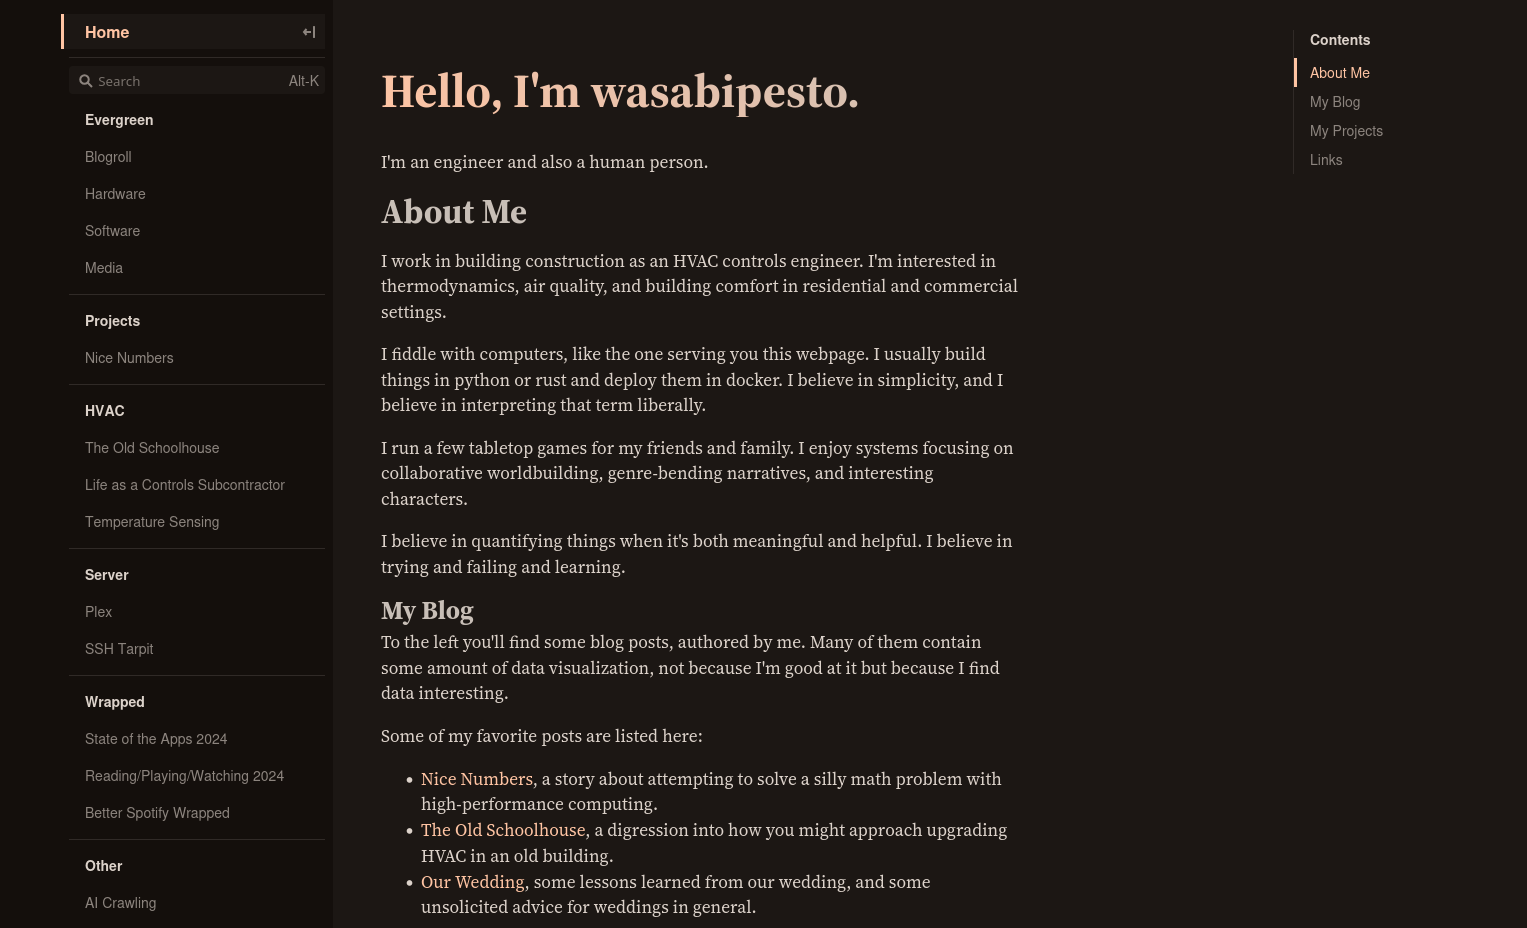 Home
Search Alt-K
Evergreen
Blogroll
Hardware
Software
Media
Projects
Nice Numbers
HVAC
The Old Schoolhouse
Life as a Controls Subcontractor
Temperature Sensing
Server
Plex
SSH Tarpit
Wrapped
State of the Apps 2024
Reading/Playing/Watching 2024
Better Spotify Wrapped
Other
AI Crawling
Hello, I'm wasabipesto.
I'm an engineer and also a human person.
About Me
I work in building construction as an HVAC controls engineer. I'm interested in
thermodynamics, air quality, and building comfort in residential and commercial
settings.
I fiddle with computers, like the one serving you this webpage. I usually build
things in python or rust and deploy them in docker. I believe in simplicity, and I
believe in interpreting that term liberally.
I run a few tabletop games for my friends and family. I enjoy systems focusing on
collaborative worldbuilding, genre-bending narratives, and interesting
characters.
I believe in quantifying things when it's both meaningful and helpful. I believe in
trying and failing and learning.
My Blog
To the left you'll find some blog posts, authored by me. Many of them contain
some amount of data visualization, not because I'm good at it but because I find
data interesting.
Some of my favorite posts are listed here:
• Nice Numbers, a story about attempting to solve a silly math problem with
high-performance computing.
• The Old Schoolhouse, a digression into how you might approach upgrading
HVAC in an old building.
• Our Wedding, some lessons learned from our wedding, and some
unsolicited advice for weddings in general.
Contents
About Me
My Blog
My Projects
Links